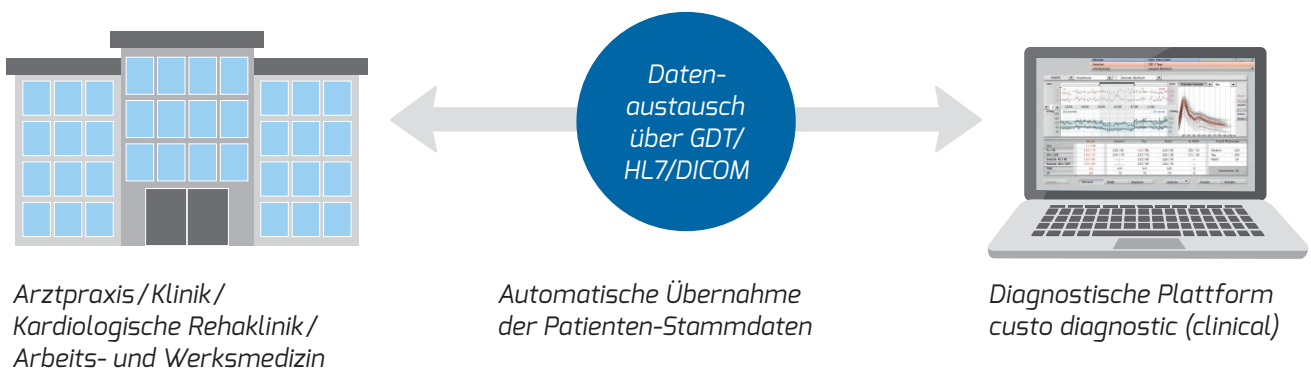 Daten-
austausch
über GDT/
HL7/DICOM
Arztpraxis/Klinik/
Kardiologische Rehaklinik/
Arbeits- und Werksmedizin
Automatische Übernahme
der Patienten-Stammdaten
Diagnostische Plattform
custo diagnostic (clinical)